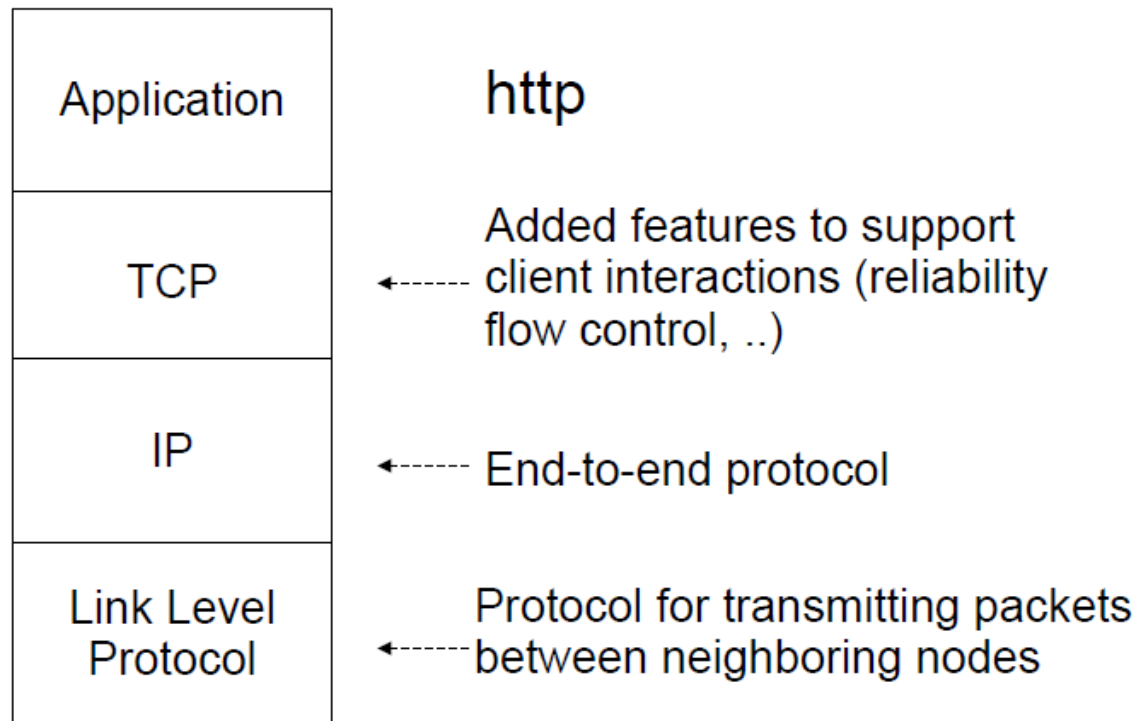 Application
http
TCP
Added features to support
client interactions (reliability
flow control, ..)
IP
End-to-end protocol
Link Level
Protocol
Protocol for transmitting packets
between neighboring nodes